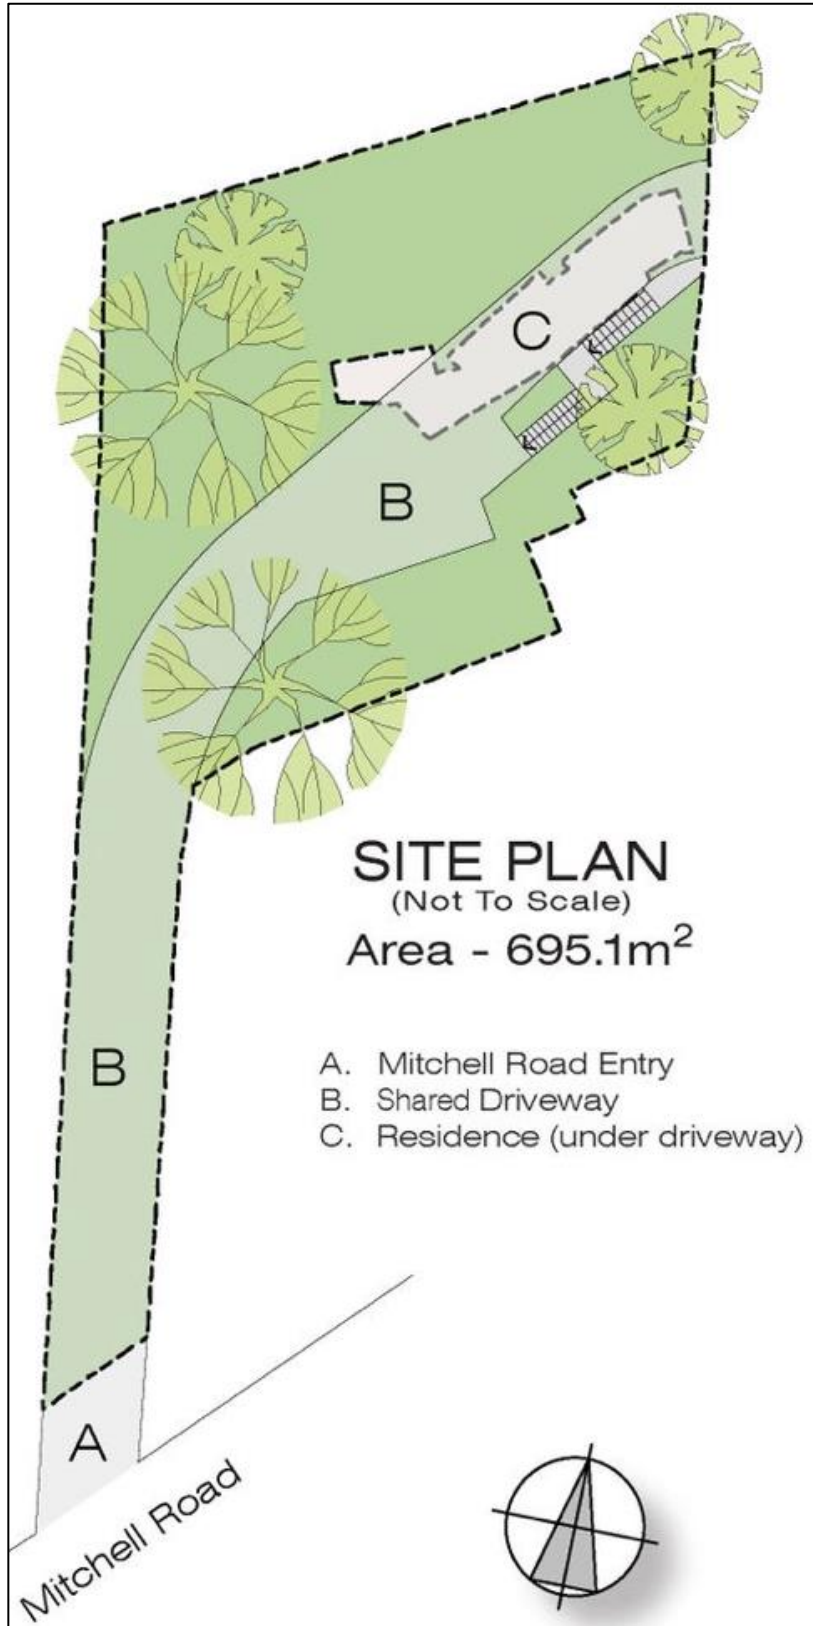 C
B
SITE PLAN
(Not To Scale)
Area - 695.1m²
B
A. Mitchell Road Entry
B. Shared Driveway
C. Residence (under driveway)
A
Mitchell Road